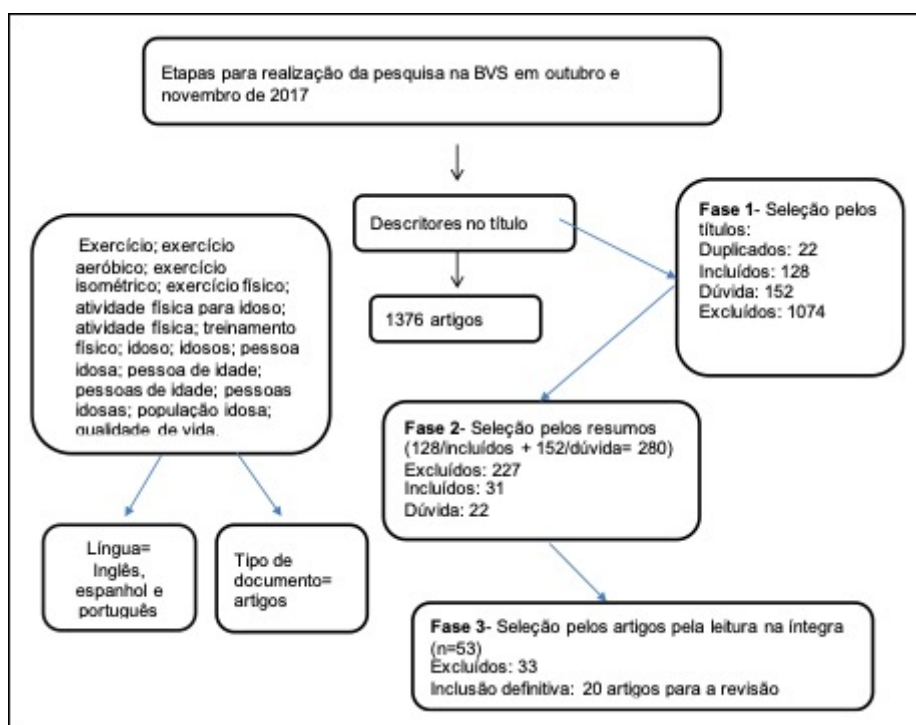 Etapas para realização da pesquisa na BVS em outubro e
novembro de 2017
Descritores no título
1376 artigos
Fase 1- Seleção pelos
títulos:
Duplicados: 22
Incluídos: 128
Dúvida: 152
Excluídos: 1074
Exercício; exercício
aeróbico; exercício
isométrico; exercício físico;
atividade física para idoso;
atividade física; treinamento
físico; idoso; idosos; pessoa
idosa; pessoa de idade;
pessoas de idade; pessoas
idosas; população idosa;
qualidade de vida.
Fase 2- Seleção pelos resumos
(128/incluídos + 152/dúvida= 280)
Excluídos: 227
Incluídos: 31
Dúvida: 22
Língua=
Inglês,
espanhol e
português
Tipo de
documento=
artigos
Fase 3- Seleção pelos artigos pela leitura na íntegra
(n=53)
Excluídos: 33
Inclusão definitiva: 20 artigos para a revisão